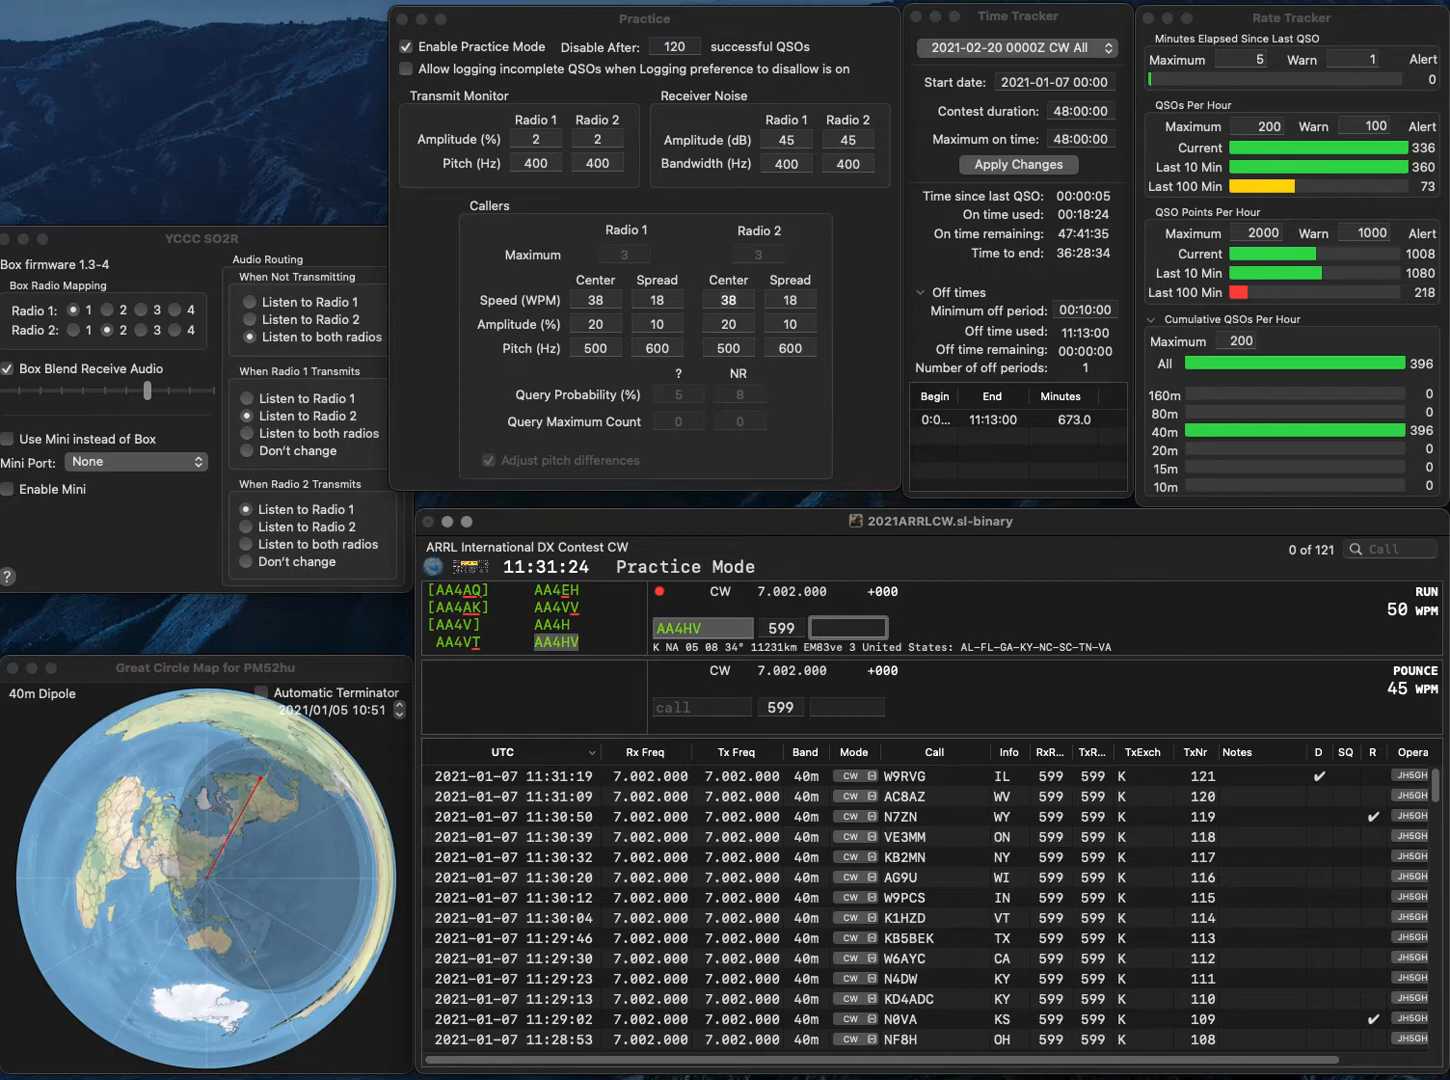 Practice
Enable Practice Mode Disable After: 120 successful QSOs
Allow logging incomplete QSOs when Logging preference to disallow is on
Transmit Monitor
Radio 1 Radio 2
Amplitude (%) 2 2
Pitch (Hz) 400 400
Receiver Noise
Radio 1 Radio 2
Amplitude (dB) 45 45
Bandwidth (Hz) 400 400
Callers
Radio 1 Radio 2
Maximum 3 3
Center Spread Center Spread
Speed (WPM) 38 18 38 18
Amplitude (%) 20 10 20 10
Pitch (Hz) 500 600 500 600
? NR
Query Probability (%) 5 8
Query Maximum Count 0 0
Adjust pitch differences
Time Tracker
2021-02-20 0000Z CW All
Start date: 2021-01-07 00:00
Contest duration: 48:00:00
Maximum on time: 48:00:00
Apply Changes
Time since last QSO: 00:00:05
On time used: 00:18:24
On time remaining: 47:41:35
Time to end: 36:28:34
Off times
Minimum off period: 00:10:00
Off time used: 11:13:00
Off time remaining: 00:00:00
Number of off periods: 1
Begin End Minutes
0:0... 11:13:00 673.0
Rate Tracker
Minutes Elapsed Since Last QSO
Maximum 5 Warn 1 Alert
0
QSOs Per Hour
Maximum 200 Warn 100 Alert
Current 336
Last 10 Min 360
Last 100 Min 73
QSO Points Per Hour
Maximum 2000 Warn 1000 Alert
Current 1008
Last 10 Min 1080
Last 100 Min 218
Cumulative QSOs Per Hour
Maximum 200
All 396
160m 0
80m 0
40m 396
20m 0
15m 0
10m 0
YCCC SO2R
Box firmware 1.3-4
Box Radio Mapping
Radio 1: 1 2 3 4
Radio 2: 1 2 3 4
Box Blend Receive Audio
Use Mini instead of Box
Mini Port: None
Enable Mini
?
Audio Routing
When Not Transmitting
Listen to Radio 1
Listen to Radio 2
Listen to both radios
When Radio 1 Transmits
Listen to Radio 1
Listen to Radio 2
Listen to both radios
Don't change
When Radio 2 Transmits
Listen to Radio 1
Listen to Radio 2
Listen to both radios
Don't change
Great Circle Map for PM52hu
40m Dipole
Automatic Terminator
2021/01/05 10:51
2021ARRLCW.sl-binary
ARRL International DX Contest CW
0 of 121 Call
11:31:24 Practice Mode
[AA4AQ] AA4EH
[AA4AK] AA4VV
[AA4V] AA4H
AA4VT AA4HV
CW 7.002.000 +000 RUN
50 WPM
AA4HV 599
K NA 05 08 34° 11231km EM83ve 3 United States: AL-FL-GA-KY-NC-SC-TN-VA
CW 7.002.000 +000 POUNCE
45 WPM
call 599
UTC Rx Freq Tx Freq Band Mode Call Info RxR... TxR... TxExch TxNr Notes D SQ R Opera
2021-01-07 11:31:19 7.002.000 7.002.000 40m CW W9RVG IL 599 599 K 121 ✔ JH5GH
2021-01-07 11:31:09 7.002.000 7.002.000 40m CW AC8AZ WV 599 599 K 120 JH5GH
2021-01-07 11:30:50 7.002.000 7.002.000 40m CW N7ZN WY 599 599 K 119 ✔ JH5GH
2021-01-07 11:30:39 7.002.000 7.002.000 40m CW VE3MM ON 599 599 K 118 JH5GH
2021-01-07 11:30:32 7.002.000 7.002.000 40m CW KB2MN NY 599 599 K 117 JH5GH
2021-01-07 11:30:20 7.002.000 7.002.000 40m CW AG9U WI 599 599 K 116 JH5GH
2021-01-07 11:30:12 7.002.000 7.002.000 40m CW W9PCS IN 599 599 K 115 JH5GH
2021-01-07 11:30:04 7.002.000 7.002.000 40m CW K1HZD VT 599 599 K 114 JH5GH
2021-01-07 11:29:46 7.002.000 7.002.000 40m CW KB5BEK TX 599 599 K 113 JH5GH
2021-01-07 11:29:30 7.002.000 7.002.000 40m CW W6AYC CA 599 599 K 112 JH5GH
2021-01-07 11:29:23 7.002.000 7.002.000 40m CW N4DW KY 599 599 K 111 JH5GH
2021-01-07 11:29:13 7.002.000 7.002.000 40m CW KD4ADC KY 599 599 K 110 JH5GH
2021-01-07 11:29:02 7.002.000 7.002.000 40m CW N0VA KS 599 599 K 109 ✔ JH5GH
2021-01-07 11:28:53 7.002.000 7.002.000 40m CW NF8H OH 599 599 K 108 JH5GH